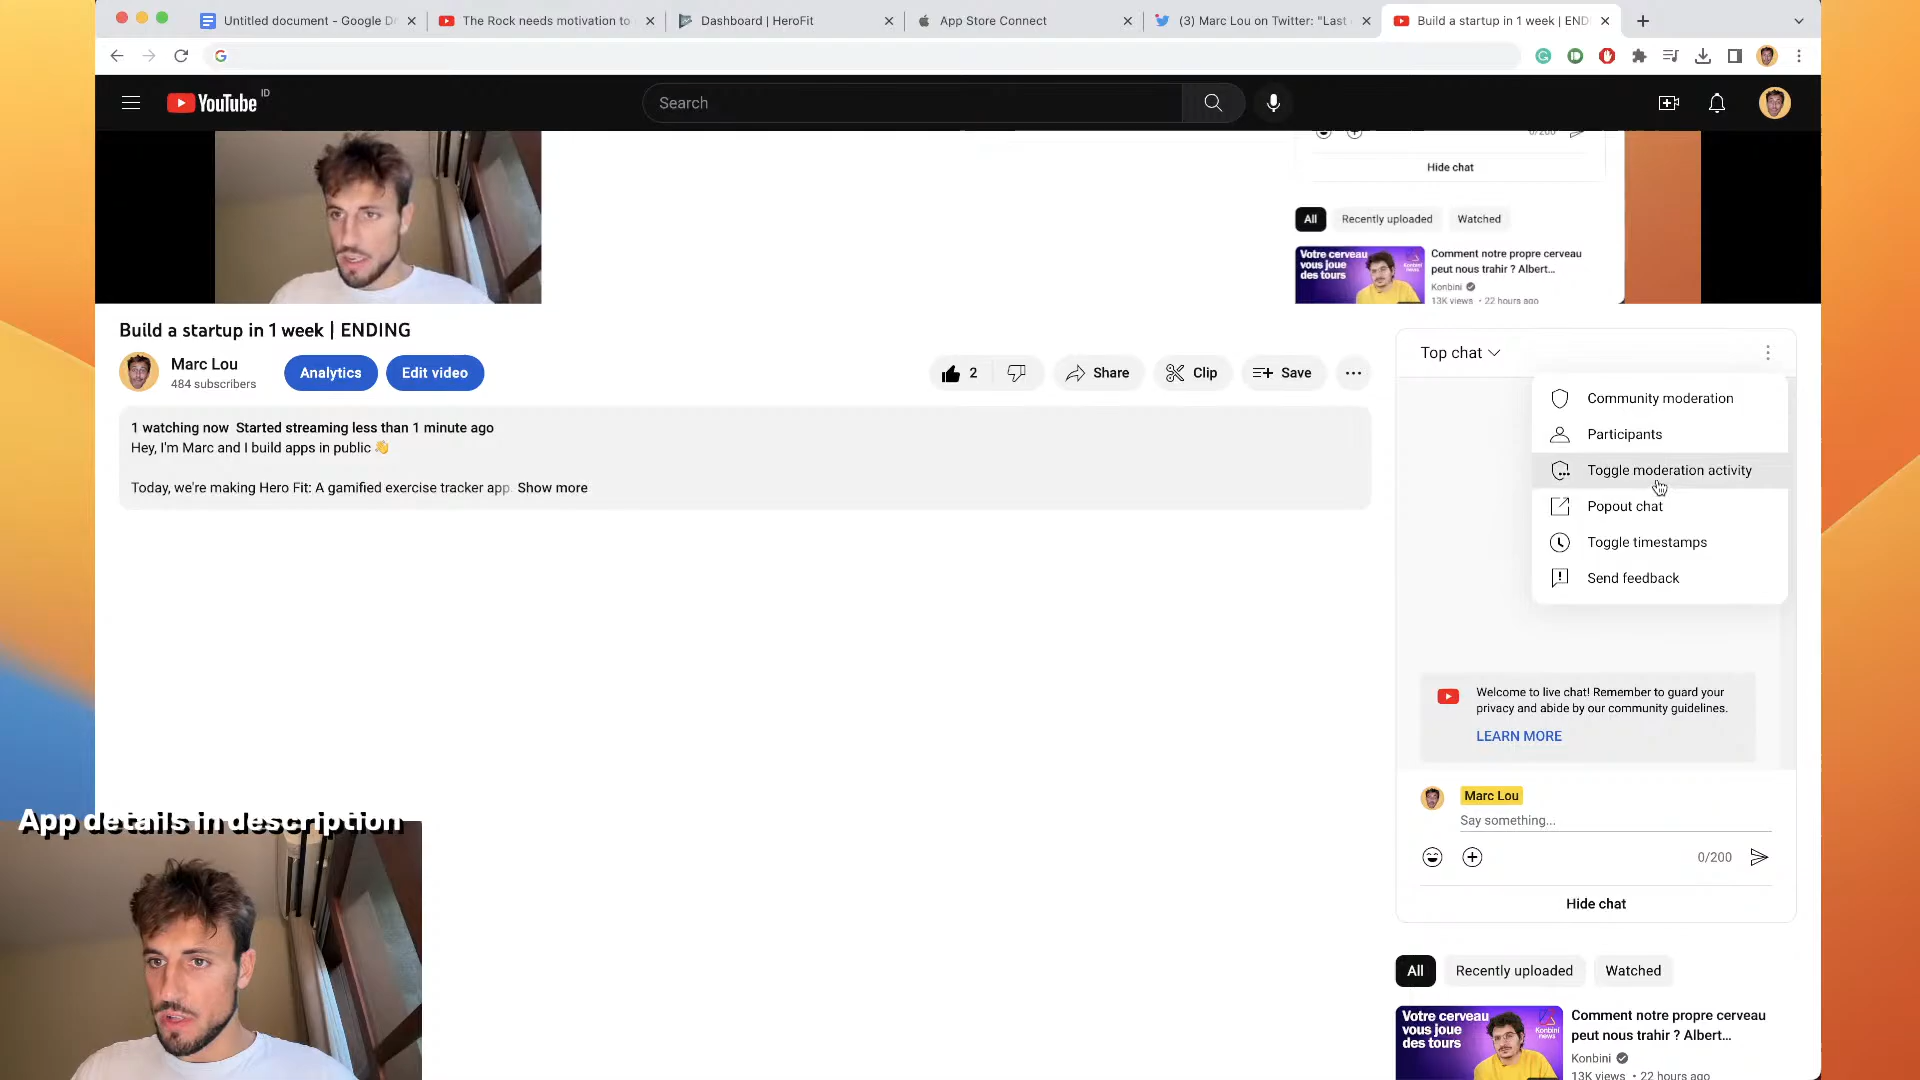 Untitled document - Google Dr
The Rock needs motivation to
Dashboard | HeroFit
App Store Connect
(3) Marc Lou on Twitter: "Last
Build a startup in 1 week | END
YouTube ID
Search
0/200
Hide chat
All
Recently uploaded
Watched
Votre cerveau
vous joue
des tours
Konbini
news
Comment notre propre cerveau
peut nous trahir ? Albert...
Konbini
13K views • 22 hours ago
Build a startup in 1 week | ENDING
Marc Lou
484 subscribers
Analytics
Edit video
2
Share
Clip
Save
1 watching now Started streaming less than 1 minute ago
Hey, I'm Marc and I build apps in public 👋
Today, we're making Hero Fit: A gamified exercise tracker app. Show more
Top chat
Community moderation
Participants
Toggle moderation activity
Popout chat
Toggle timestamps
Send feedback
Welcome to live chat! Remember to guard your
privacy and abide by our community guidelines.
LEARN MORE
Marc Lou
Say something...
0/200
Hide chat
App details in description
All
Recently uploaded
Watched
Votre cerveau
vous joue
des tours
Konbini
news
Comment notre propre cerveau
peut nous trahir ? Albert...
Konbini
13K views • 22 hours ago